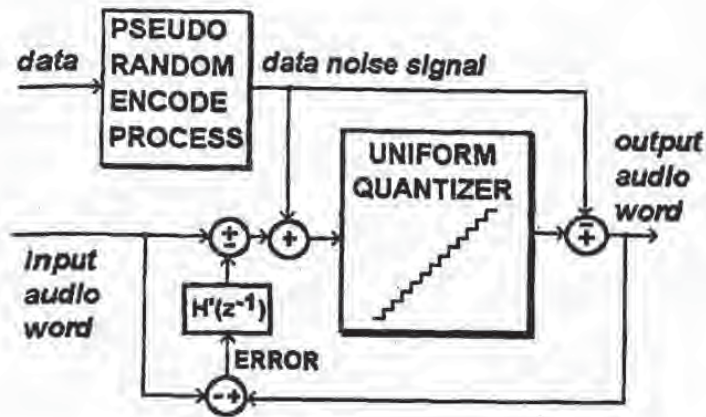 PSEUDO
RANDOM
ENCODE
PROCESS
data
data noise signal
UNIFORM
QUANTIZER
output
audio
word
input
audio
word
±
+
- +
H'(z⁻¹)
ERROR
- +